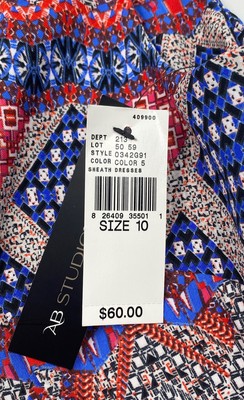 409900
DEPT 213
LOT 50 59
STYLE 0342G91
COLOR COLOR 5
SHEATH DRESSES
8 26409 35501 1
SIZE 10
$60.00
AB STUDIO